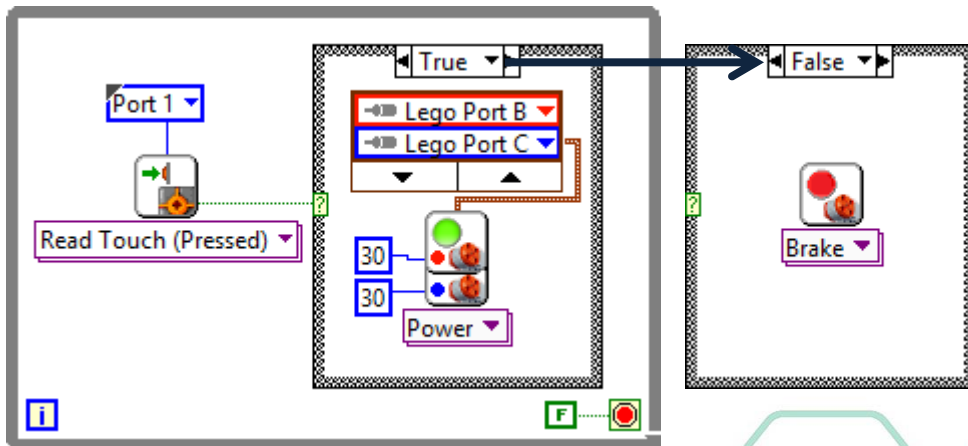 True
False
Port 1
Lego Port B
Lego Port C
?
?
Read Touch (Pressed)
30
30
Power
Brake
i
F